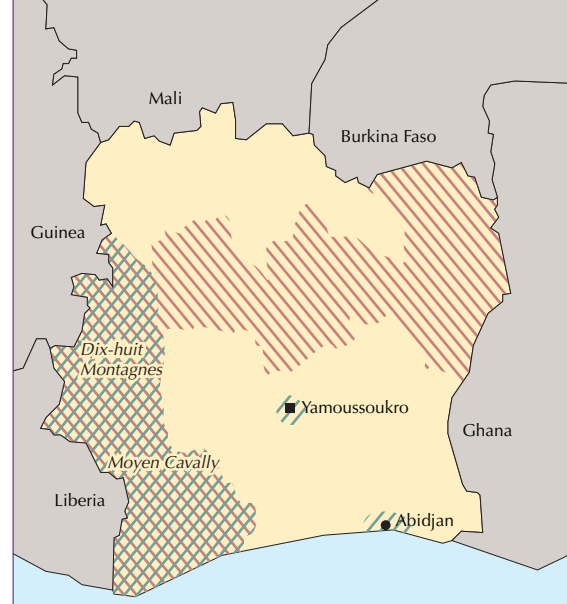 Mali
Burkina Faso
Guinea
Dix-huit
Montagnes
Yamoussoukro
Ghana
Moyen Cavally
Liberia
Abidjan